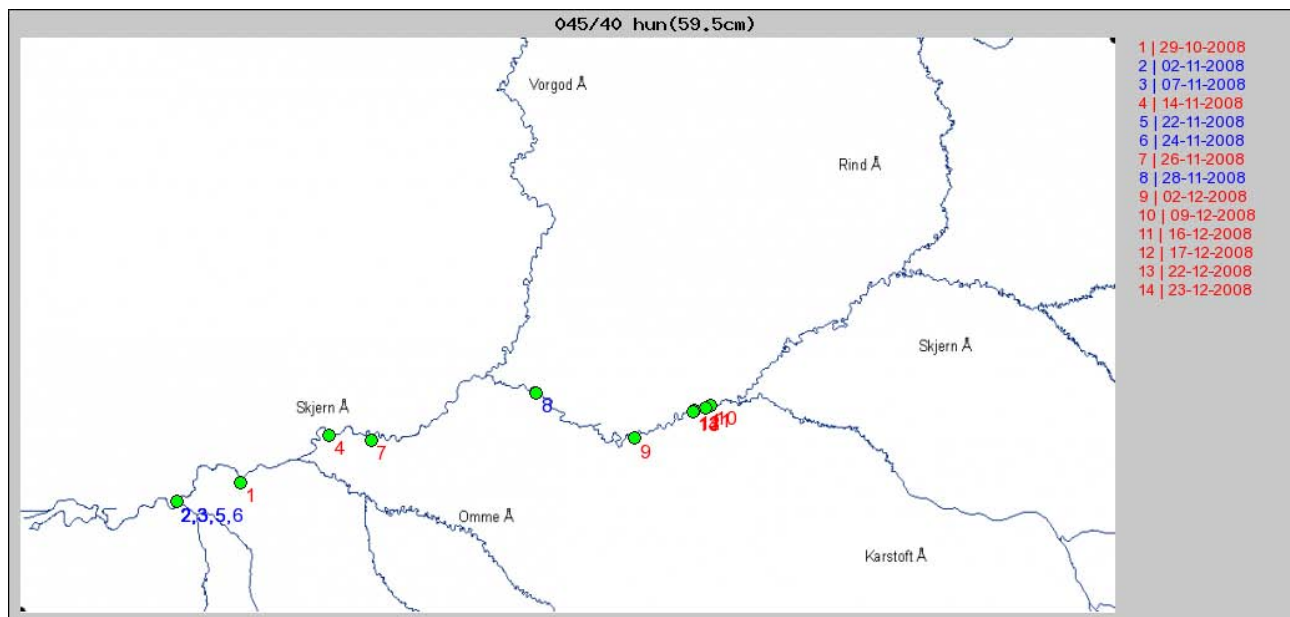 045/40 hun(59.5cm)
1 | 29-10-2008
2 | 02-11-2008
3 | 07-11-2008
4 | 14-11-2008
5 | 22-11-2008
6 | 24-11-2008
7 | 26-11-2008
8 | 28-11-2008
9 | 02-12-2008
10 | 09-12-2008
11 | 16-12-2008
12 | 17-12-2008
13 | 22-12-2008
14 | 23-12-2008
Vorgod Å
Rind Å
Skjern Å
Skjern Å
8
4
7
9
10
1
2,3,5,6
Omme Å
Karstoft Å